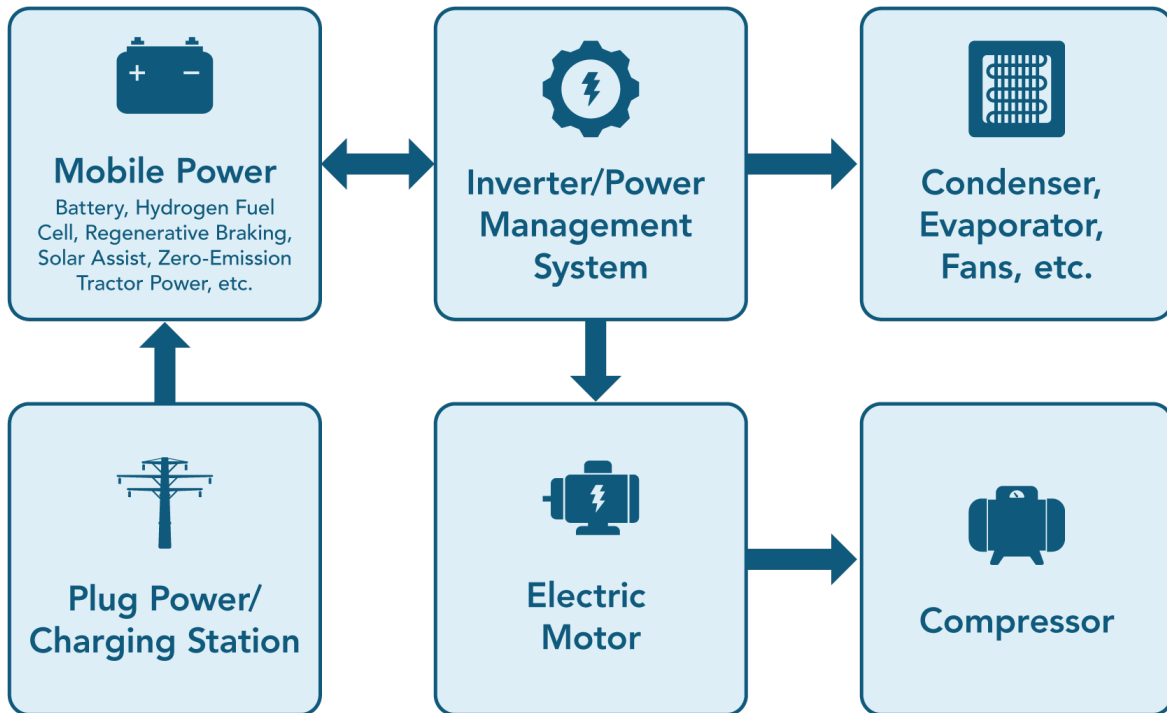 + −
Mobile Power
Battery, Hydrogen Fuel
Cell, Regenerative Braking,
Solar Assist, Zero-Emission
Tractor Power, etc.
Inverter/Power
Management
System
Condenser,
Evaporator,
Fans, etc.
Plug Power/
Charging Station
Electric
Motor
Compressor